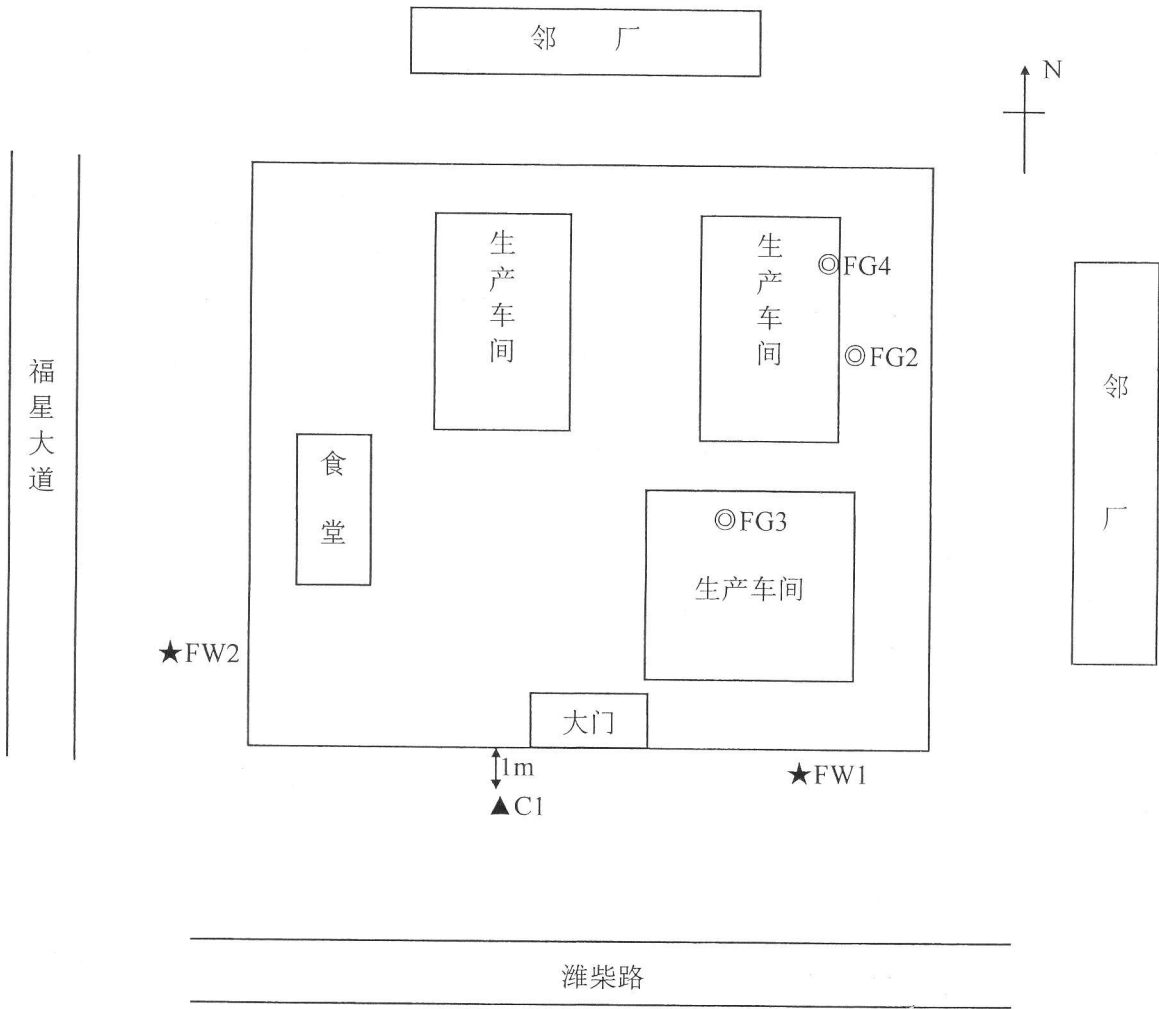 邻 厂
N
生产车间
生产车间
◎FG4
◎FG2
福星大道
邻厂
食堂
◎FG3
生产车间
★FW2
大门
1m
★FW1
▲C1
潍柴路